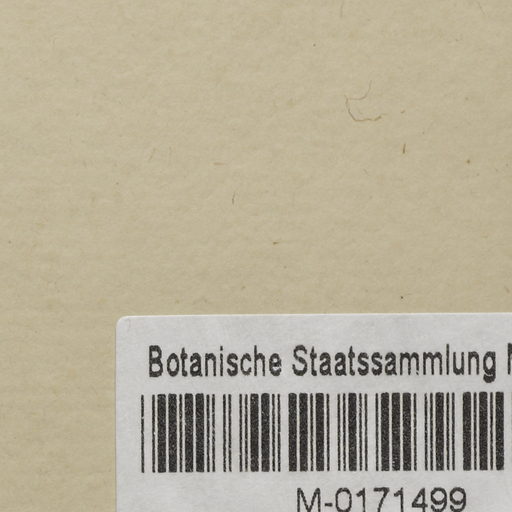 Botanische Staatssammlung
M-0171499